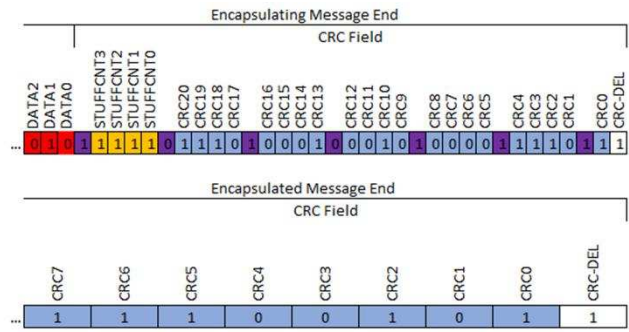 Encapsulating Message End
CRC Field
DATA2 DATA1 DATA0 STUFFCNT3 STUFFCNT2 STUFFCNT1 STUFFCNT0 CRC20 CRC19 CRC18 CRC17 CRC16 CRC15 CRC14 CRC13 CRC12 CRC11 CRC10 CRC9 CRC8 CRC7 CRC6 CRC5 CRC4 CRC3 CRC2 CRC1 CRC0 CRC-DEL
... 0 1 0 1 1 1 1 1 0 1 1 1 0 1 0 0 0 1 0 0 0 1 0 1 0 0 0 0 1 1 1 1 0 1 1 1
Encapsulated Message End
CRC Field
CRC7 CRC6 CRC5 CRC4 CRC3 CRC2 CRC1 CRC0 CRC-DEL
... 1 1 1 0 0 1 0 1 1